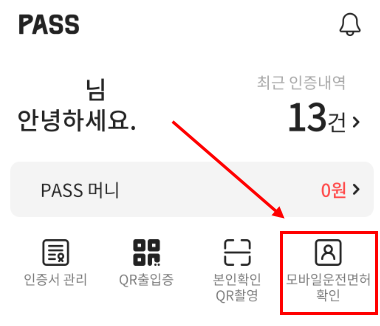 PASS
님
안녕하세요.
최근 인증내역
13건 >
PASS 머니
0원 >
인증서 관리
QR출입증
본인확인
QR촬영
모바일운전면허
확인